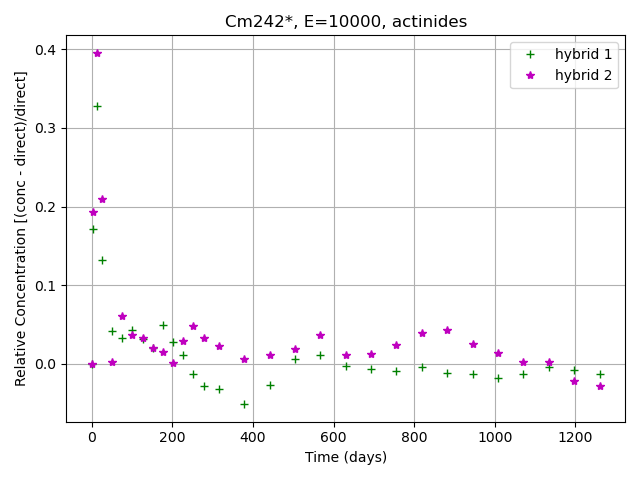 Cm242*, E=10000, actinides
hybrid 1
hybrid 2
Relative Concentration [(conc - direct)/direct]
0.4
0.3
0.2
0.1
0.0
0 200 400 600 800 1000 1200
Time (days)